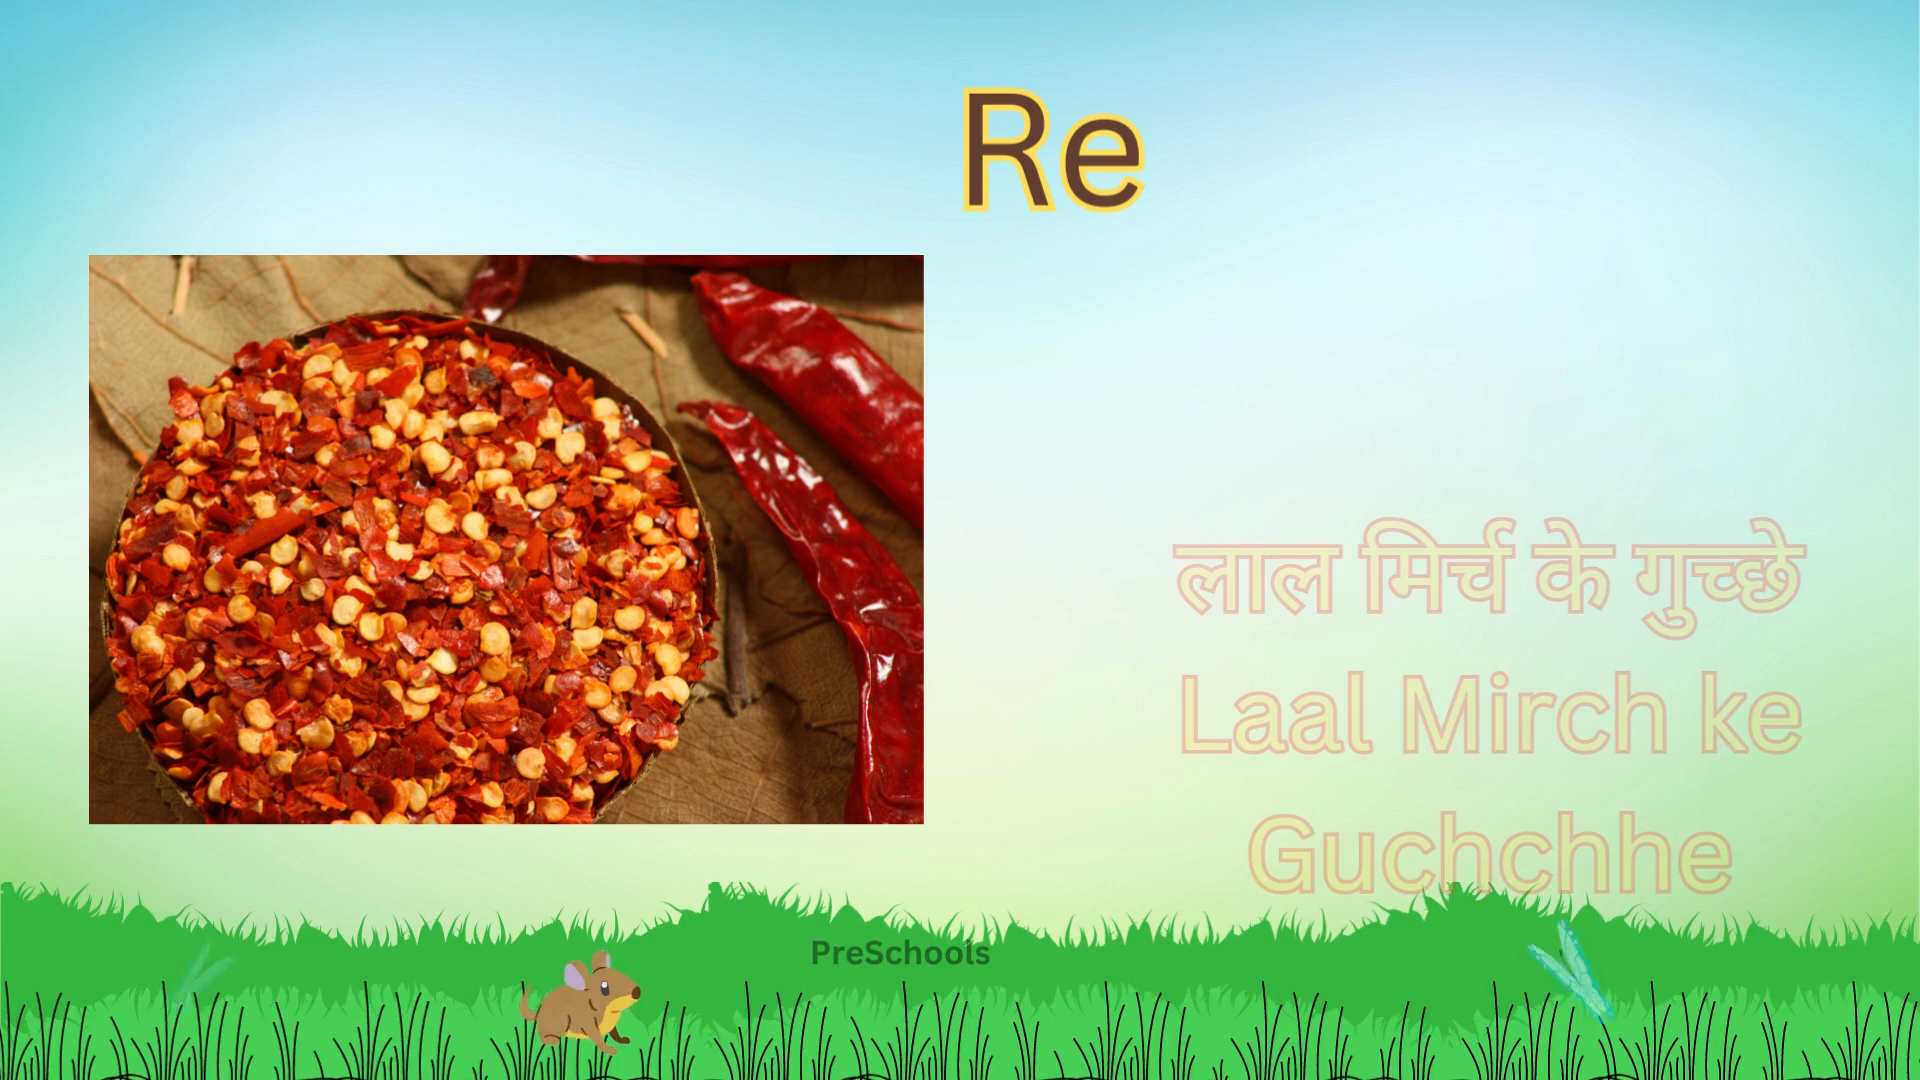 Re
लाल मिर्च के गुच्छे
Laal Mirch ke
Guchchhe
PreSchools